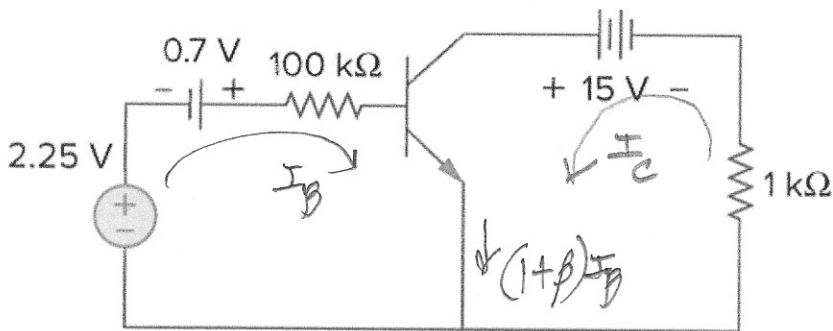 0.7 V
100 kΩ
- +
+ 15 V -
2.25 V
I_B
I_C
1 kΩ
+
-
(1+β)I_B